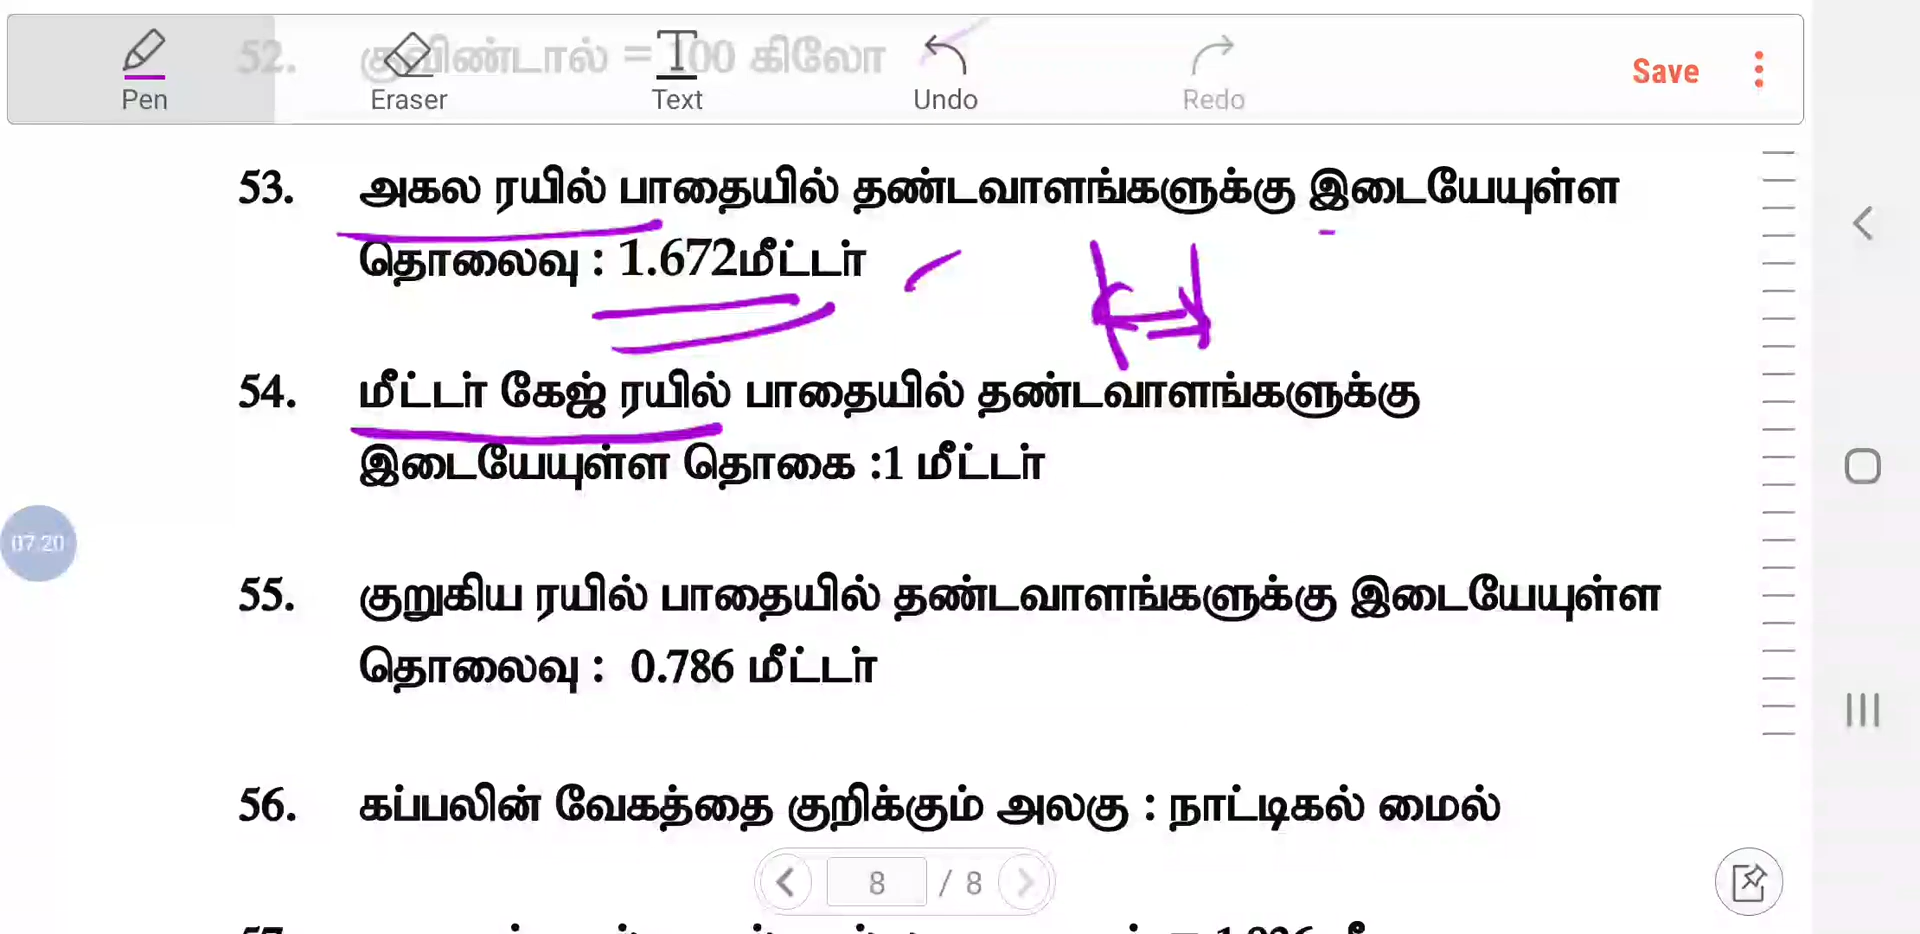 52. குவிண்டால் = 100 கிலோ
Pen Eraser Text Undo Redo Save
53. அகல ரயில் பாதையில் தண்டவாளங்களுக்கு இடையேயுள்ள
தொலைவு : 1.672மீட்டர்
54. மீட்டர் கேஜ் ரயில் பாதையில் தண்டவாளங்களுக்கு
இடையேயுள்ள தொகை :1 மீட்டர்
07:20
55. குறுகிய ரயில் பாதையில் தண்டவாளங்களுக்கு இடையேயுள்ள
தொலைவு : 0.786 மீட்டர்
56. கப்பலின் வேகத்தை குறிக்கும் அலகு : நாட்டிகல் மைல்
8 / 8